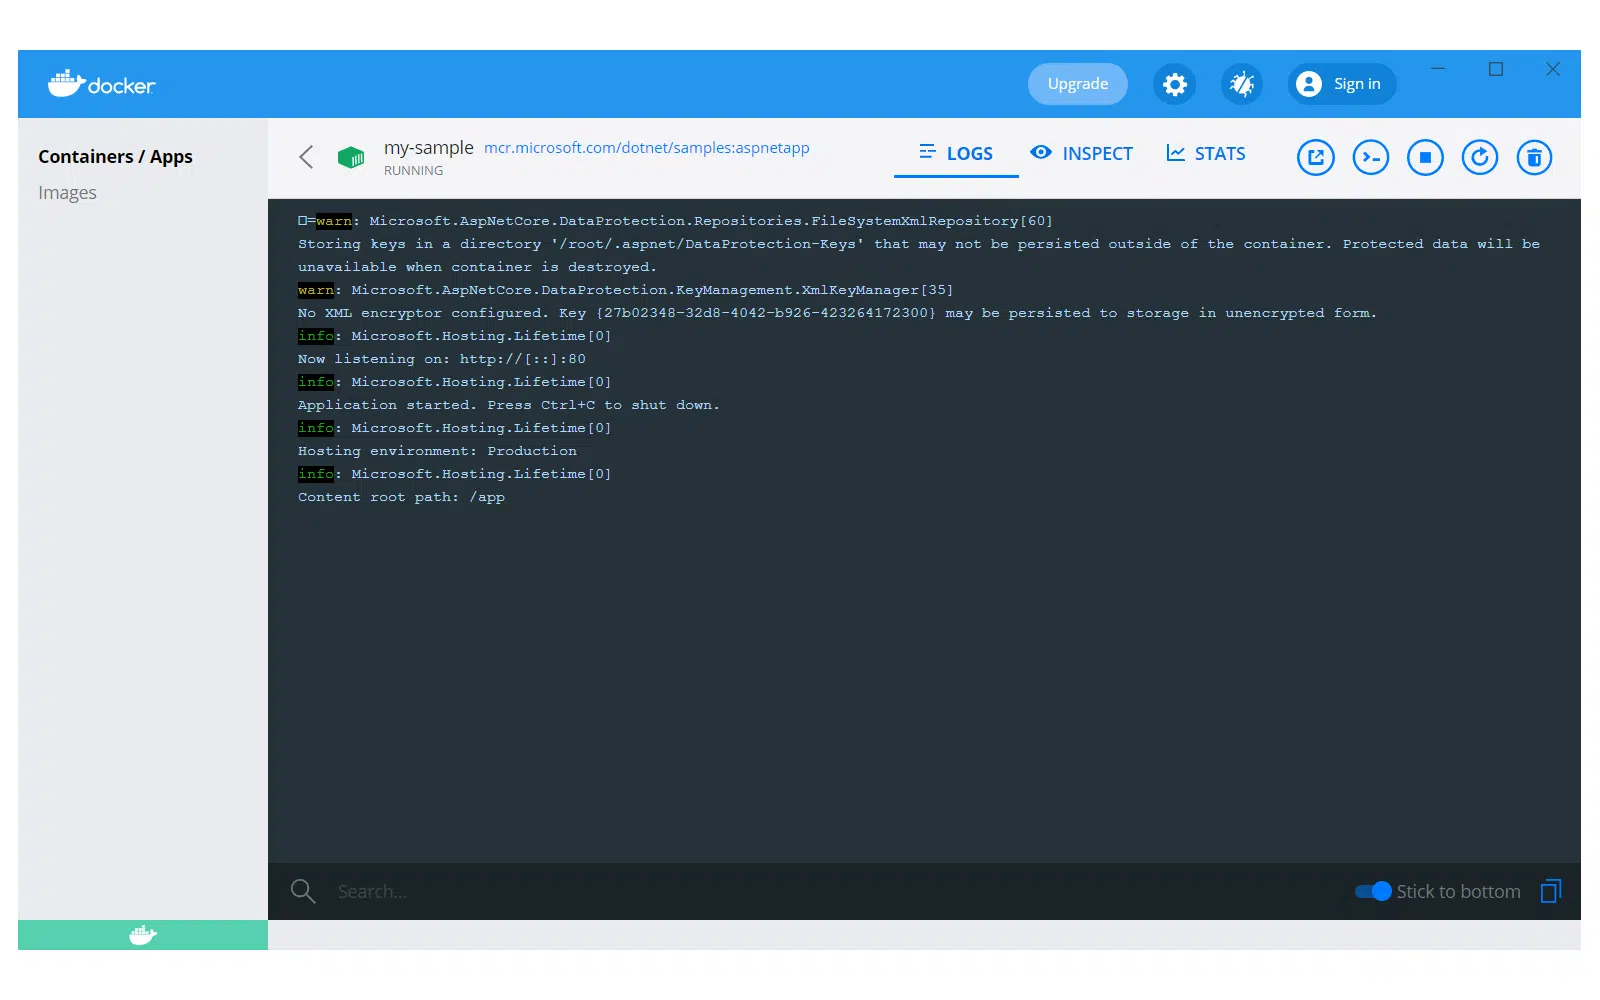 docker
Upgrade
Sign in
Containers / Apps
Images
my-sample mcr.microsoft.com/dotnet/samples:aspnetapp
RUNNING
LOGS
INSPECT
STATS
=warn: Microsoft.AspNetCore.DataProtection.Repositories.FileSystemXmlRepository[60]
Storing keys in a directory '/root/.aspnet/DataProtection-Keys' that may not be persisted outside of the container. Protected data will be
unavailable when container is destroyed.
warn: Microsoft.AspNetCore.DataProtection.KeyManagement.XmlKeyManager[35]
No XML encryptor configured. Key {27b02348-32d8-4042-b926-423264172300} may be persisted to storage in unencrypted form.
info: Microsoft.Hosting.Lifetime[0]
Now listening on: http://[::]:80
info: Microsoft.Hosting.Lifetime[0]
Application started. Press Ctrl+C to shut down.
info: Microsoft.Hosting.Lifetime[0]
Hosting environment: Production
info: Microsoft.Hosting.Lifetime[0]
Content root path: /app
Search...
Stick to bottom